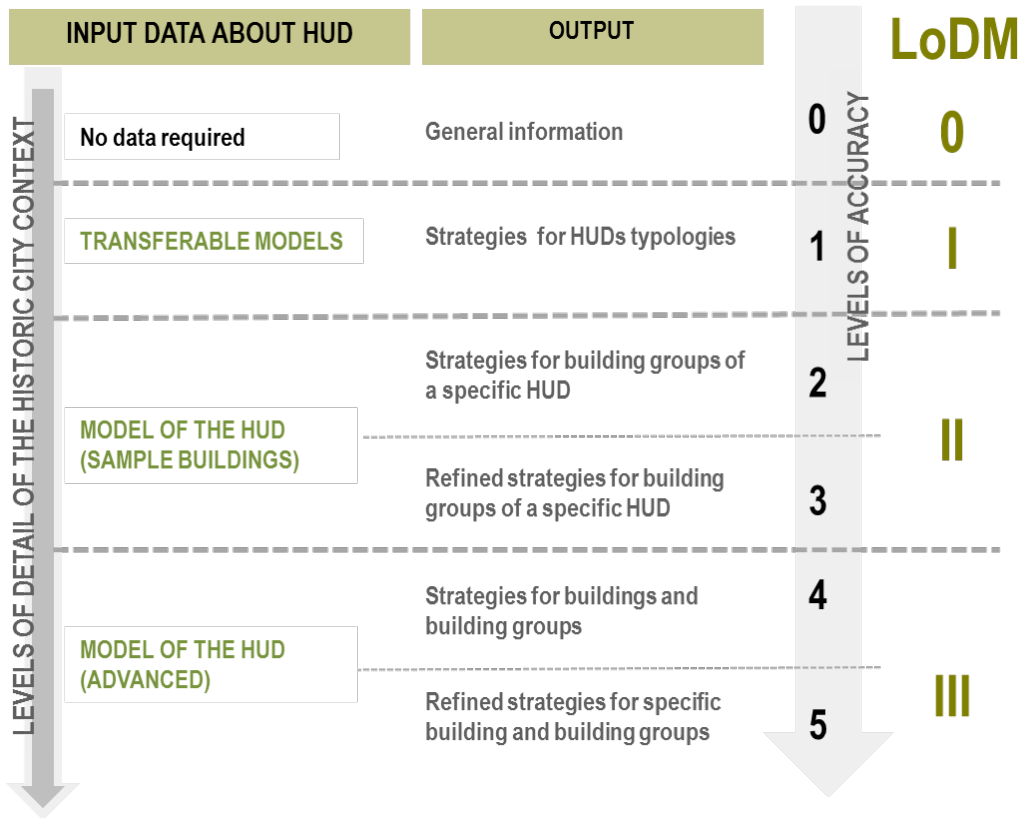 INPUT DATA ABOUT HUD
OUTPUT
LoDM
LEVELS OF DETAIL OF THE HISTORIC CITY CONTEXT
LEVELS OF ACCURACY
No data required
General information
0
0
TRANSFERABLE MODELS
Strategies for HUDs typologies
1
I
MODEL OF THE HUD
(SAMPLE BUILDINGS)
Strategies for building groups of
a specific HUD
2
Refined strategies for building
groups of a specific HUD
3
II
MODEL OF THE HUD
(ADVANCED)
Strategies for buildings and
building groups
4
Refined strategies for specific
building and building groups
5
III